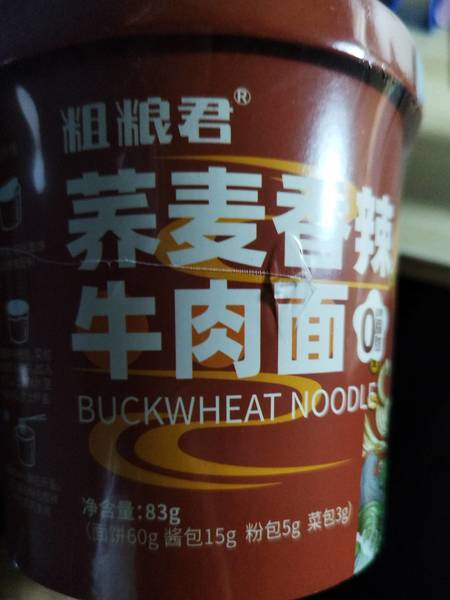 粗粮君®
荞麦香辣
牛肉面
0
BUCKWHEAT NOODLE
净含量:83g
(面饼60g 酱包15g 粉包5g 菜包3g)